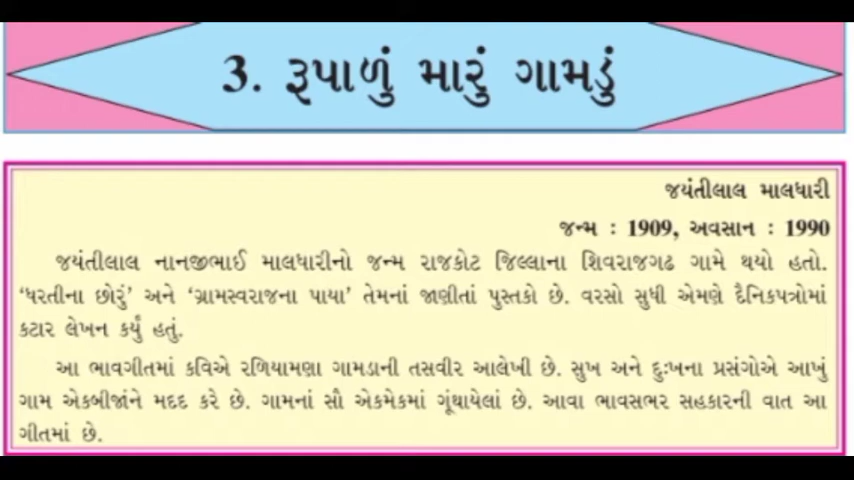 3. રૂપાળું મારું ગામડું
જયંતીલાલ માલધારી
જન્મ : 1909, અવસાન : 1990
જયંતીલાલ નાનજીભાઈ માલધારીનો જન્મ રાજકોટ જિલ્લાના શિવરાજગઢ ગામે થયો હતો.
‘ધરતીના છોરું’ અને ‘ગ્રામસ્વરાજના પાયા’ તેમનાં જાણીતાં પુસ્તકો છે. વરસો સુધી એમણે દૈનિકપત્રોમાં
કટાર લેખન કર્યું હતું.
આ ભાવગીતમાં કવિએ રળિયામણા ગામડાની તસવીર આલેખી છે. સુખ અને દુઃખના પ્રસંગોએ આખું
ગામ એકબીજાંને મદદ કરે છે. ગામનાં સૌ એકમેકમાં ગૂંથાયેલાં છે. આવા ભાવસભર સહકારની વાત આ
ગીતમાં છે.